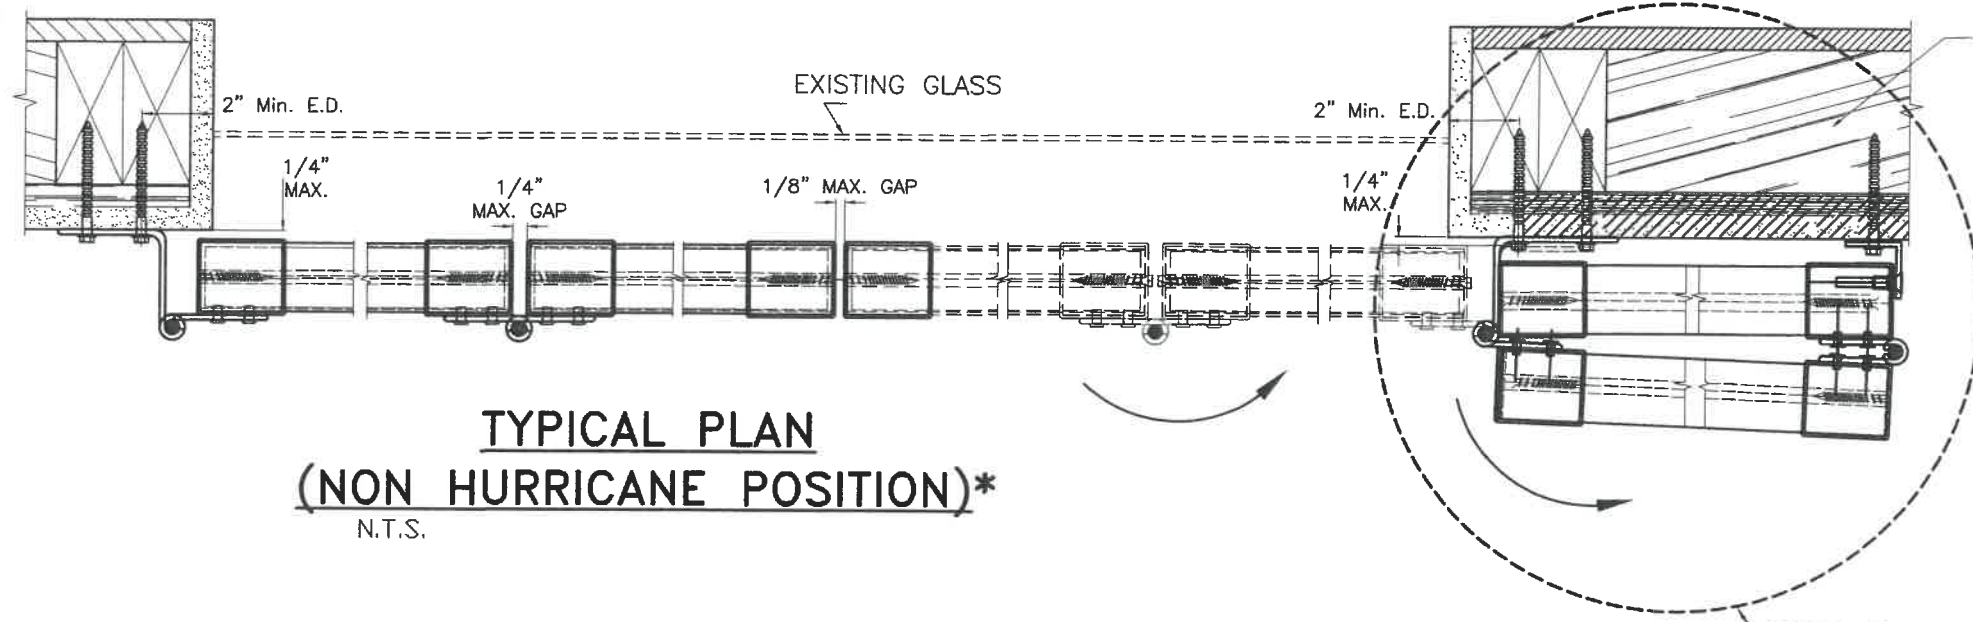 EXISTING GLASS
2" Min. E.D.
2" Min. E.D.
1/4"
MAX.
1/4"
MAX. GAP
1/8" MAX. GAP
1/4"
MAX.
TYPICAL PLAN
(NON HURRICANE POSITION)*
N.T.S.